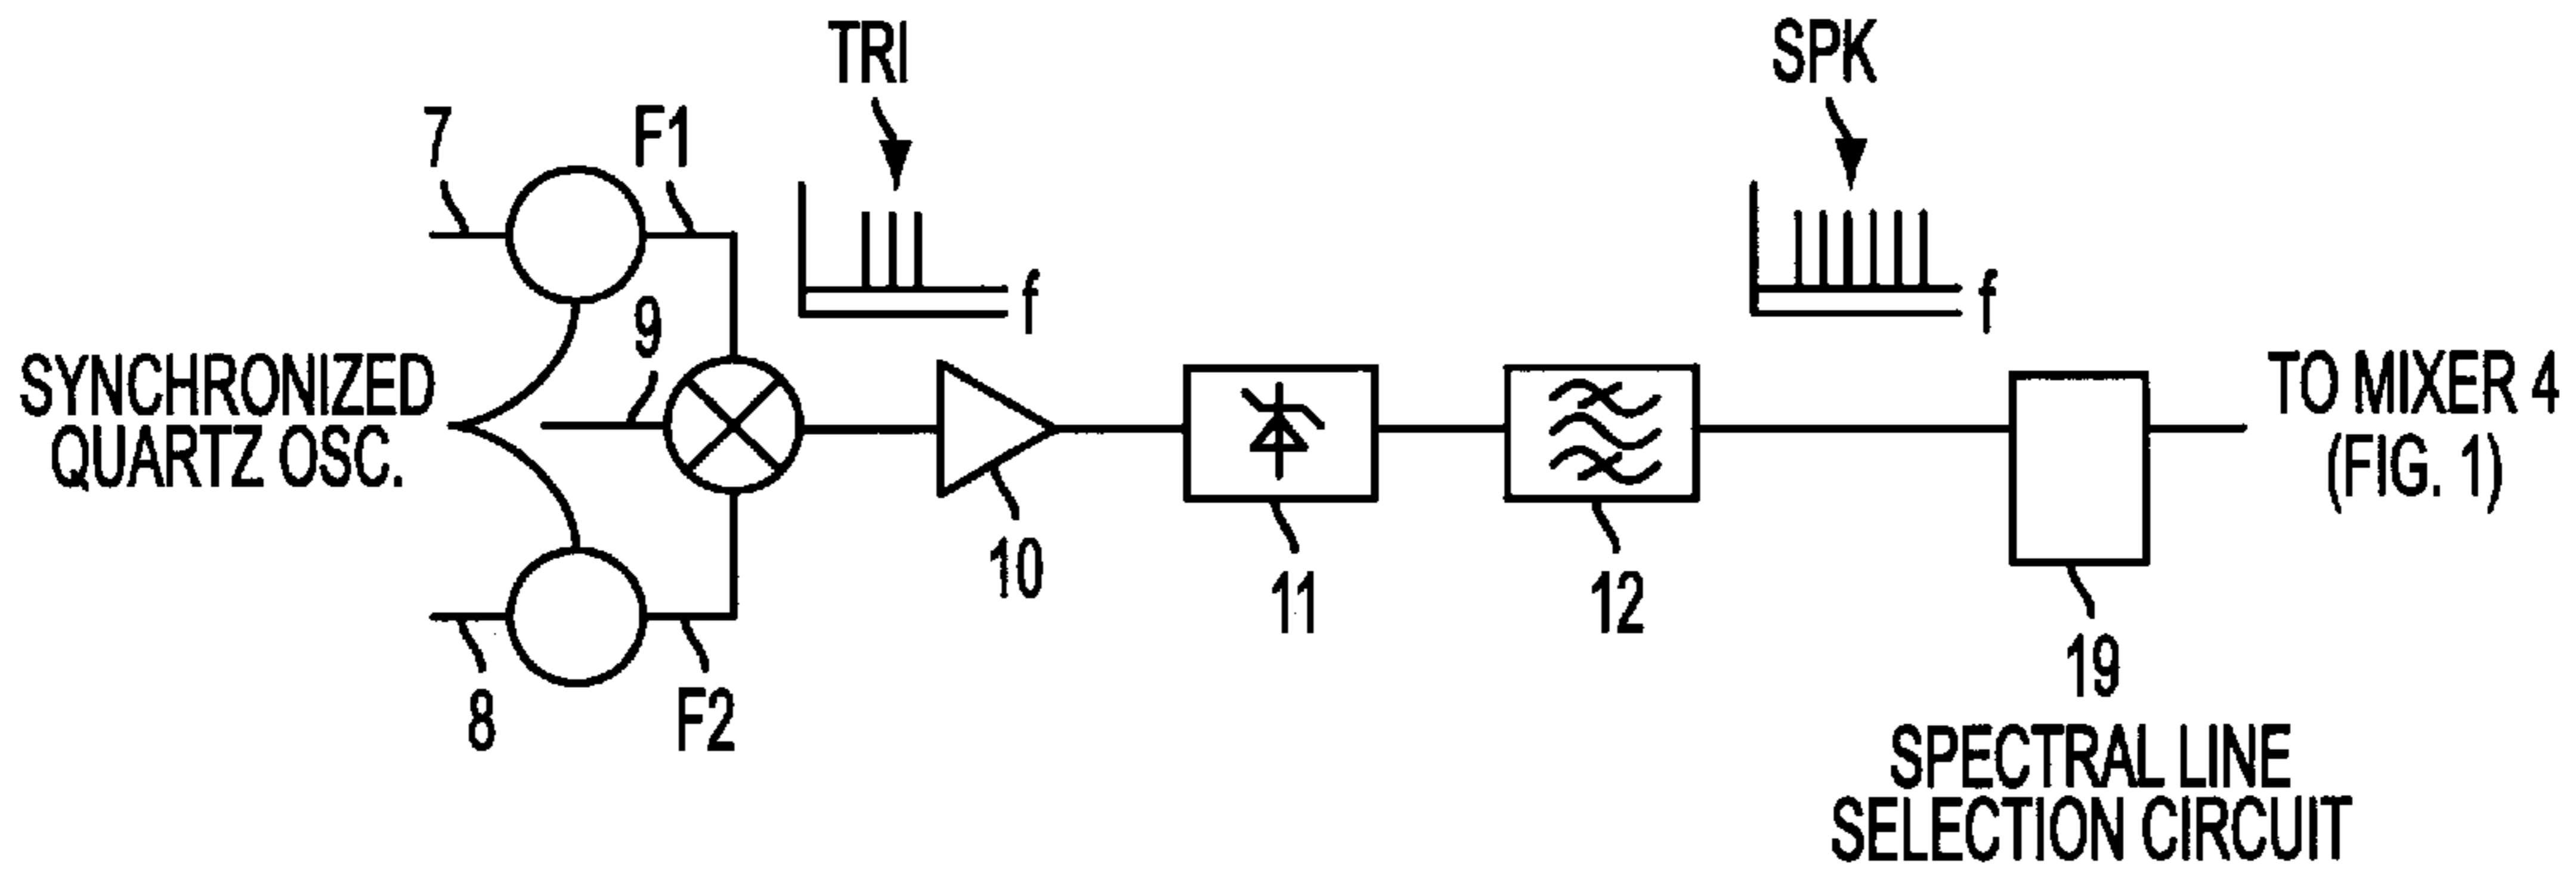 TRI
SPK
7
F1
f
f
9
SYNCHRONIZED
QUARTZ OSC.
TO MIXER 4
(FIG. 1)
10
11
12
8
F2
19
SPECTRAL LINE
SELECTION CIRCUIT